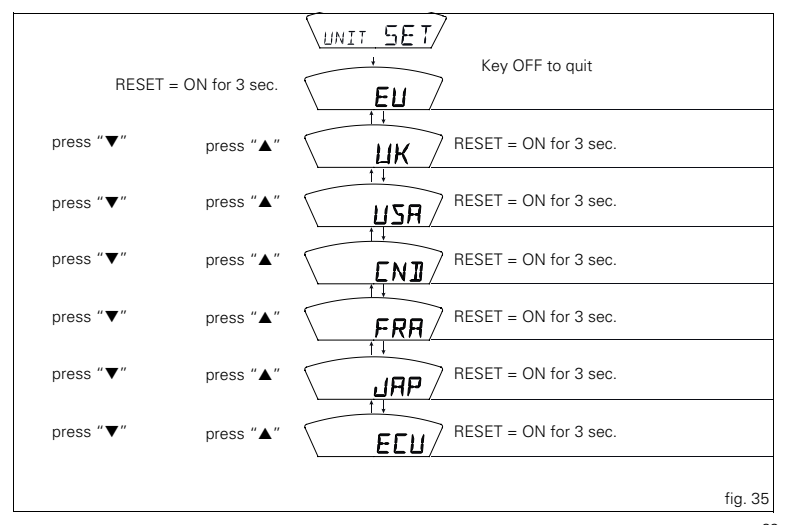 UNIT SET
Key OFF to quit
RESET = ON for 3 sec.
EU
press "▼" press "▲" UK RESET = ON for 3 sec.
press "▼" press "▲" USA RESET = ON for 3 sec.
press "▼" press "▲" CND RESET = ON for 3 sec.
press "▼" press "▲" FRA RESET = ON for 3 sec.
press "▼" press "▲" JAP RESET = ON for 3 sec.
press "▼" press "▲" ECU RESET = ON for 3 sec.
fig. 35